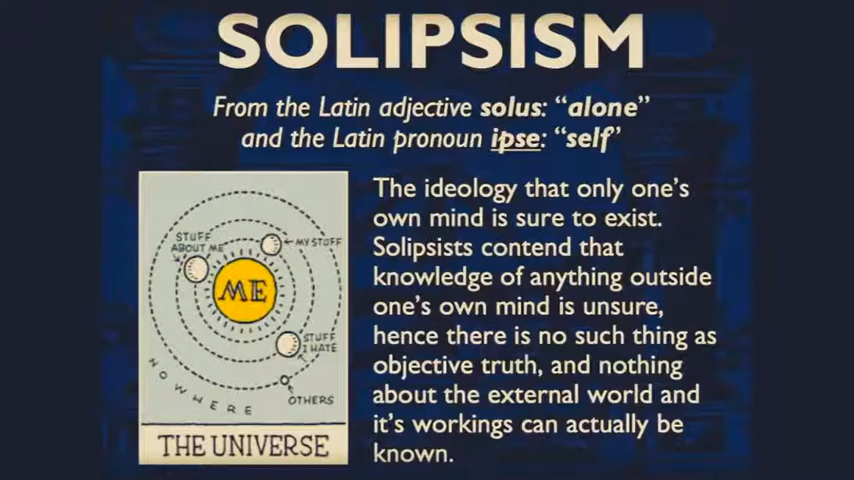 SOLIPSISM
From the Latin adjective solus: “alone”
and the Latin pronoun ipse: “self”
STUFF
ABOUT ME
MY STUFF
ME
STUFF
I HATE
OTHERS
NOWHERE
THE UNIVERSE
The ideology that only one’s
own mind is sure to exist.
Solipsists contend that
knowledge of anything outside
one’s own mind is unsure,
hence there is no such thing as
objective truth, and nothing
about the external world and
it’s workings can actually be
known.